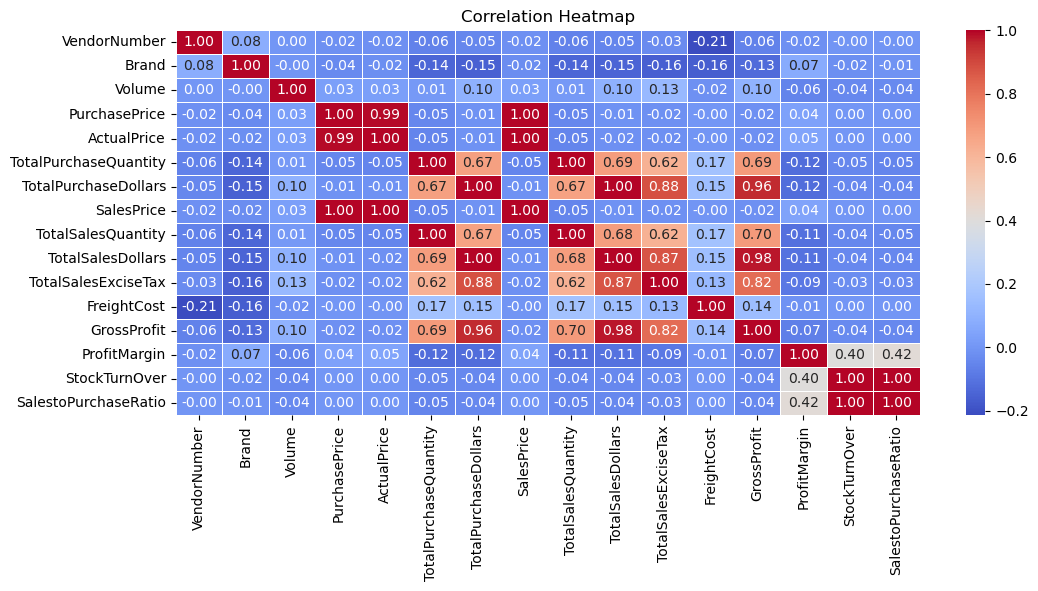 Correlation Heatmap
VendorNumber 1.00 0.08 0.00 -0.02 -0.02 -0.06 -0.05 -0.02 -0.06 -0.05 -0.03 -0.21 -0.06 -0.02 -0.00 -0.00
Brand 0.08 1.00 -0.00 -0.04 -0.02 -0.14 -0.15 -0.02 -0.14 -0.15 -0.16 -0.16 -0.13 0.07 -0.02 -0.01
Volume 0.00 -0.00 1.00 0.03 0.03 0.01 0.10 0.03 0.01 0.10 0.13 -0.02 0.10 -0.06 -0.04 -0.04
PurchasePrice -0.02 -0.04 0.03 1.00 0.99 -0.05 -0.01 1.00 -0.05 -0.01 -0.02 -0.00 -0.02 0.04 0.00 0.00
ActualPrice -0.02 -0.02 0.03 0.99 1.00 -0.05 -0.01 1.00 -0.05 -0.02 -0.02 -0.00 -0.02 0.05 0.00 0.00
TotalPurchaseQuantity -0.06 -0.14 0.01 -0.05 -0.05 1.00 0.67 -0.05 1.00 0.69 0.62 0.17 0.69 -0.12 -0.05 -0.05
TotalPurchaseDollars -0.05 -0.15 0.10 -0.01 -0.01 0.67 1.00 -0.01 0.67 1.00 0.88 0.15 0.96 -0.12 -0.04 -0.04
SalesPrice -0.02 -0.02 0.03 1.00 1.00 -0.05 -0.01 1.00 -0.05 -0.01 -0.02 -0.00 -0.02 0.04 0.00 0.00
TotalSalesQuantity -0.06 -0.14 0.01 -0.05 -0.05 1.00 0.67 -0.05 1.00 0.68 0.62 0.17 0.70 -0.11 -0.04 -0.05
TotalSalesDollars -0.05 -0.15 0.10 -0.01 -0.02 0.69 1.00 -0.01 0.68 1.00 0.87 0.15 0.98 -0.11 -0.04 -0.04
TotalSalesExciseTax -0.03 -0.16 0.13 -0.02 -0.02 0.62 0.88 -0.02 0.62 0.87 1.00 0.13 0.82 -0.09 -0.03 -0.03
FreightCost -0.21 -0.16 -0.02 -0.00 -0.00 0.17 0.15 -0.00 0.17 0.15 0.13 1.00 0.14 -0.01 0.00 0.00
GrossProfit -0.06 -0.13 0.10 -0.02 -0.02 0.69 0.96 -0.02 0.70 0.98 0.82 0.14 1.00 -0.07 -0.04 -0.04
ProfitMargin -0.02 0.07 -0.06 0.04 0.05 -0.12 -0.12 0.04 -0.11 -0.11 -0.09 -0.01 -0.07 1.00 0.40 0.42
StockTurnOver -0.00 -0.02 -0.04 0.00 0.00 -0.05 -0.04 0.00 -0.04 -0.04 -0.03 0.00 -0.04 0.40 1.00 1.00
SalestoPurchaseRatio -0.00 -0.01 -0.04 0.00 0.00 -0.05 -0.04 0.00 -0.05 -0.04 -0.03 0.00 -0.04 0.42 1.00 1.00
VendorNumber
Brand
Volume
PurchasePrice
ActualPrice
TotalPurchaseQuantity
TotalPurchaseDollars
SalesPrice
TotalSalesQuantity
TotalSalesDollars
TotalSalesExciseTax
FreightCost
GrossProfit
ProfitMargin
StockTurnOver
SalestoPurchaseRatio
1.0
0.8
0.6
0.4
0.2
0.0
−0.2